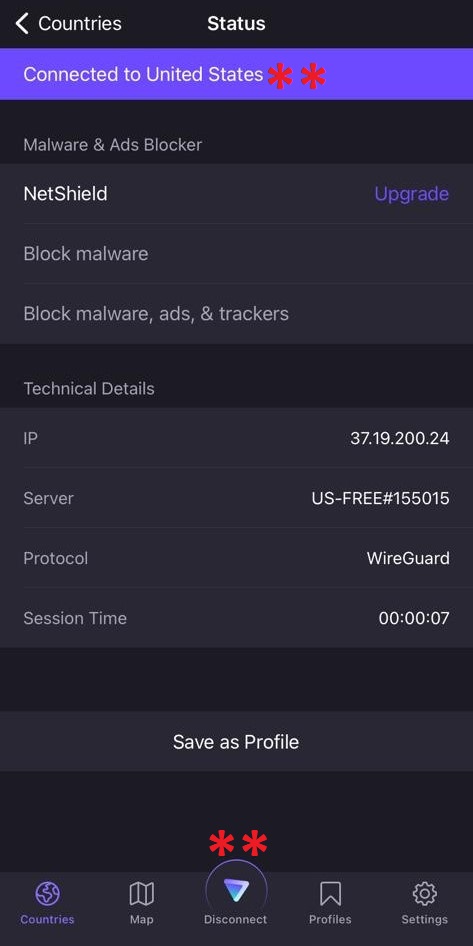 Countries Status
Connected to United States **
Malware & Ads Blocker
NetShield Upgrade
Block malware
Block malware, ads, & trackers
Technical Details
IP 37.19.200.24
Server US-FREE#155015
Protocol WireGuard
Session Time 00:00:07
Save as Profile
**
Countries Map Disconnect Profiles Settings